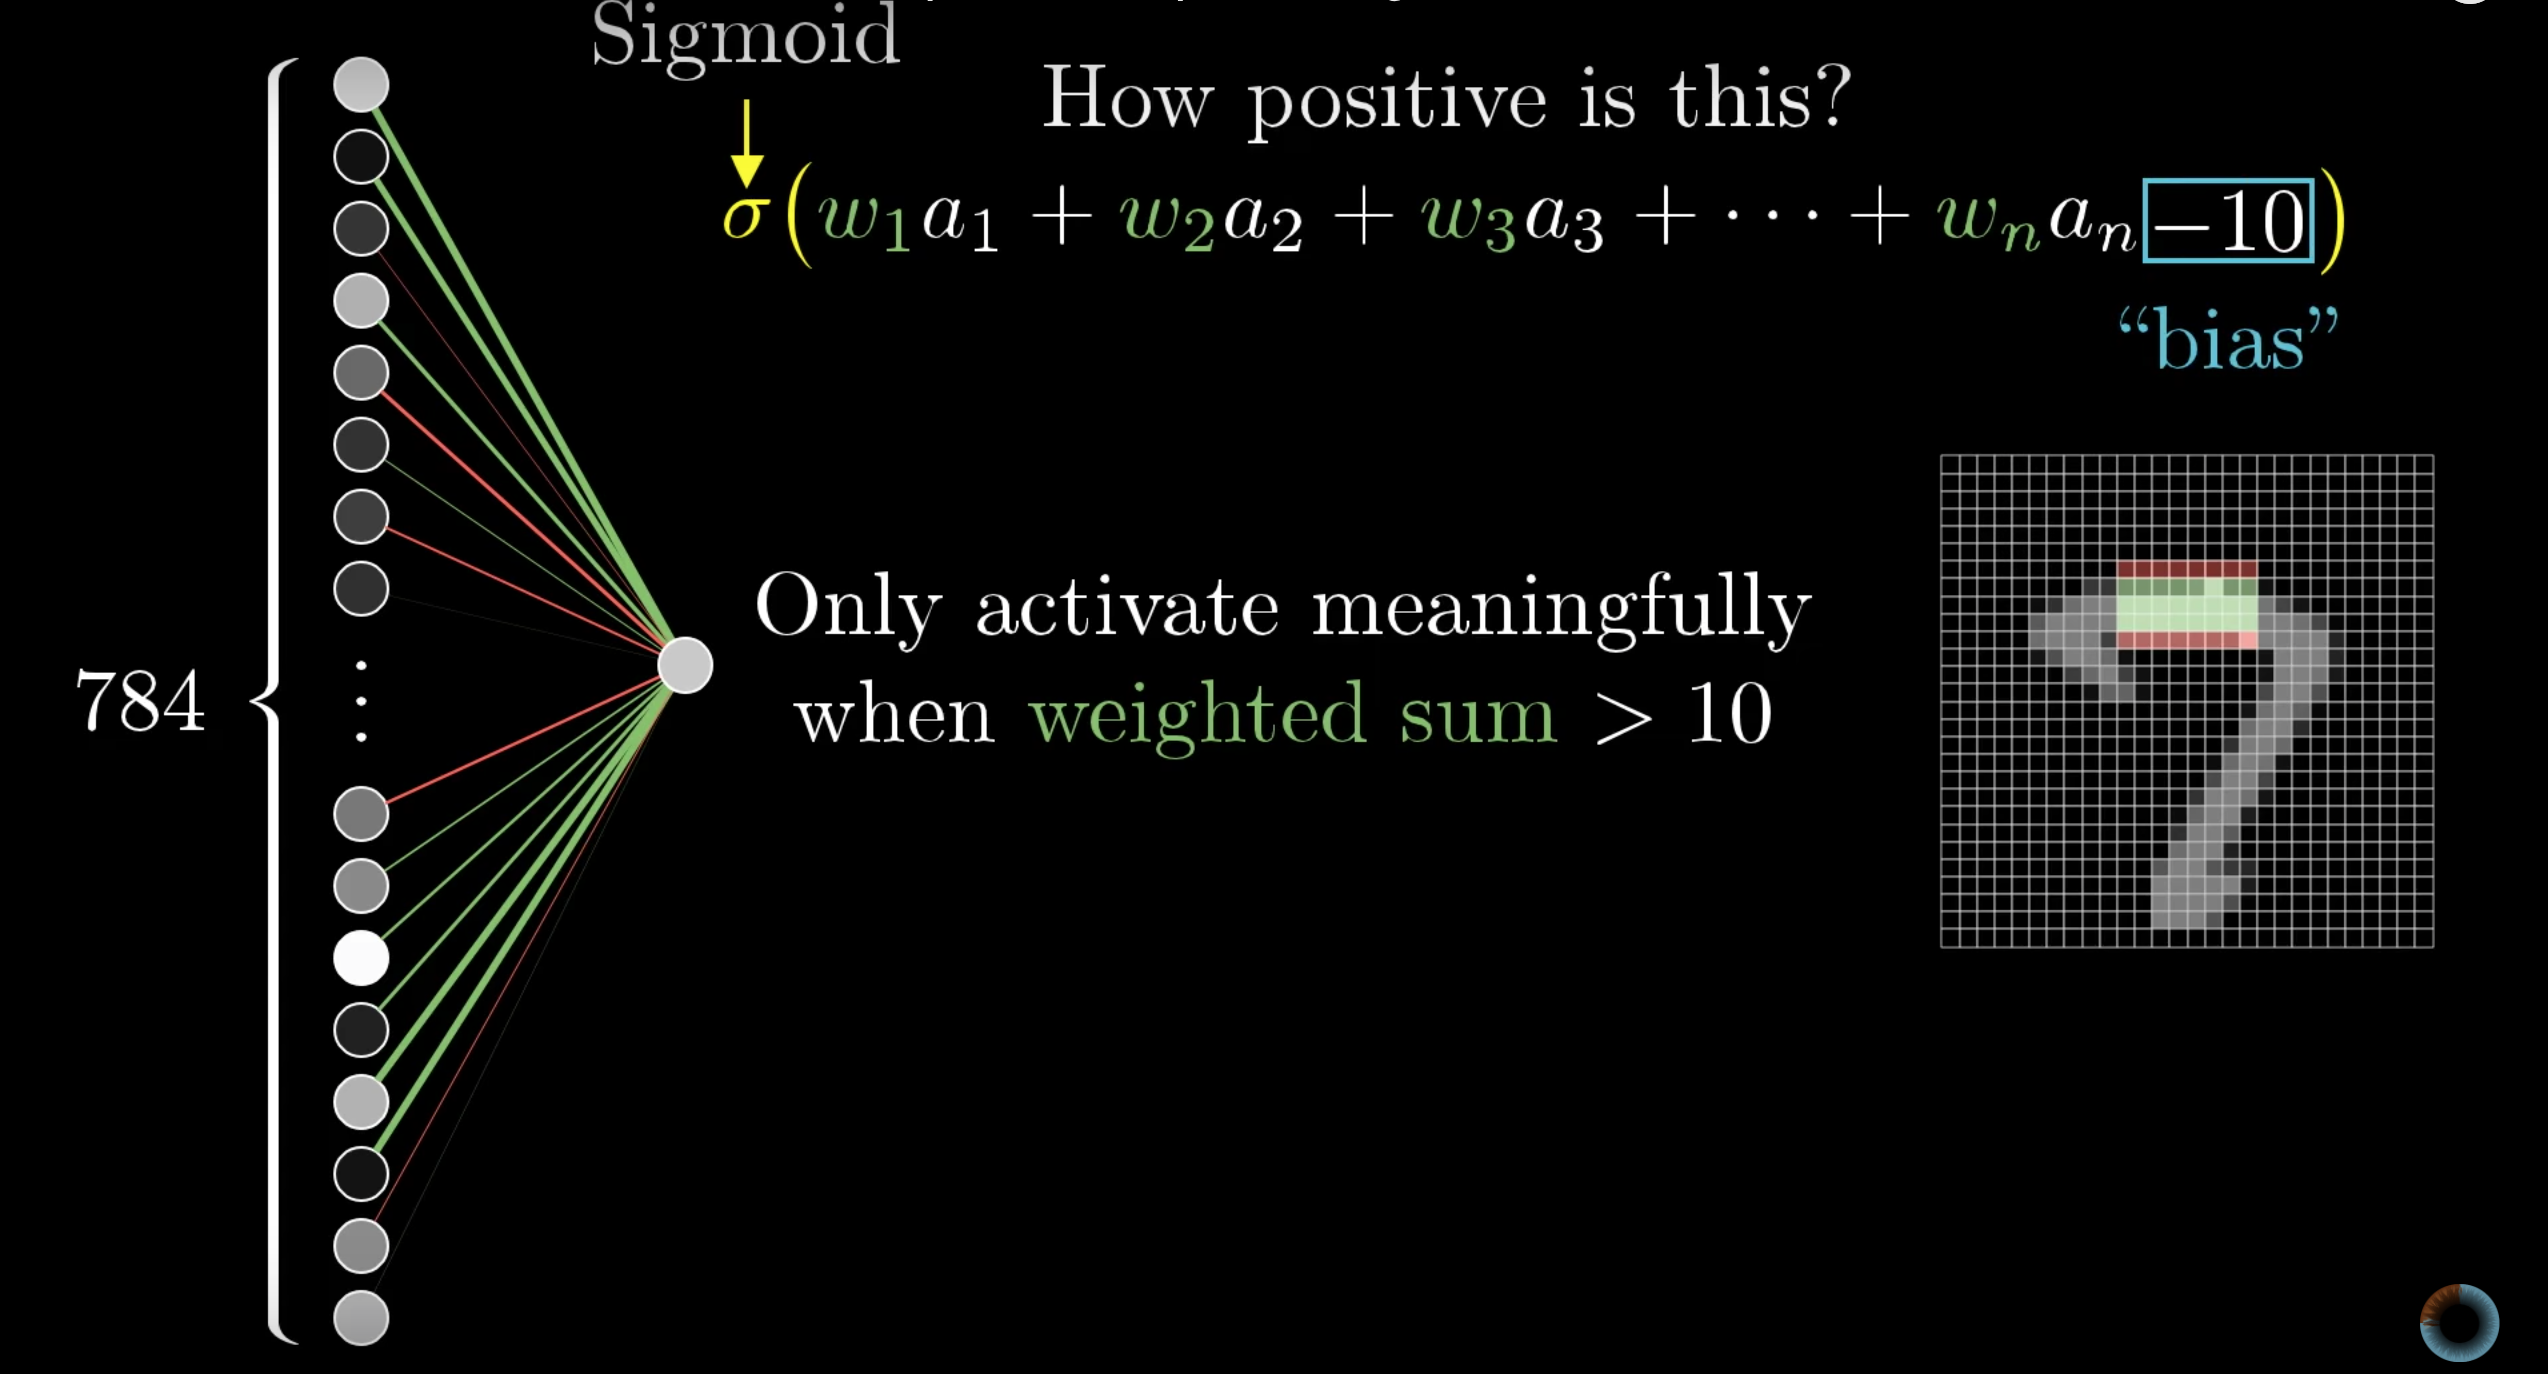 Sigmoid
How positive is this?
σ(w₁a₁ + w₂a₂ + w₃a₃ + ··· + wₙaₙ −10)
“bias”
Only activate meaningfully
when weighted sum > 10
784